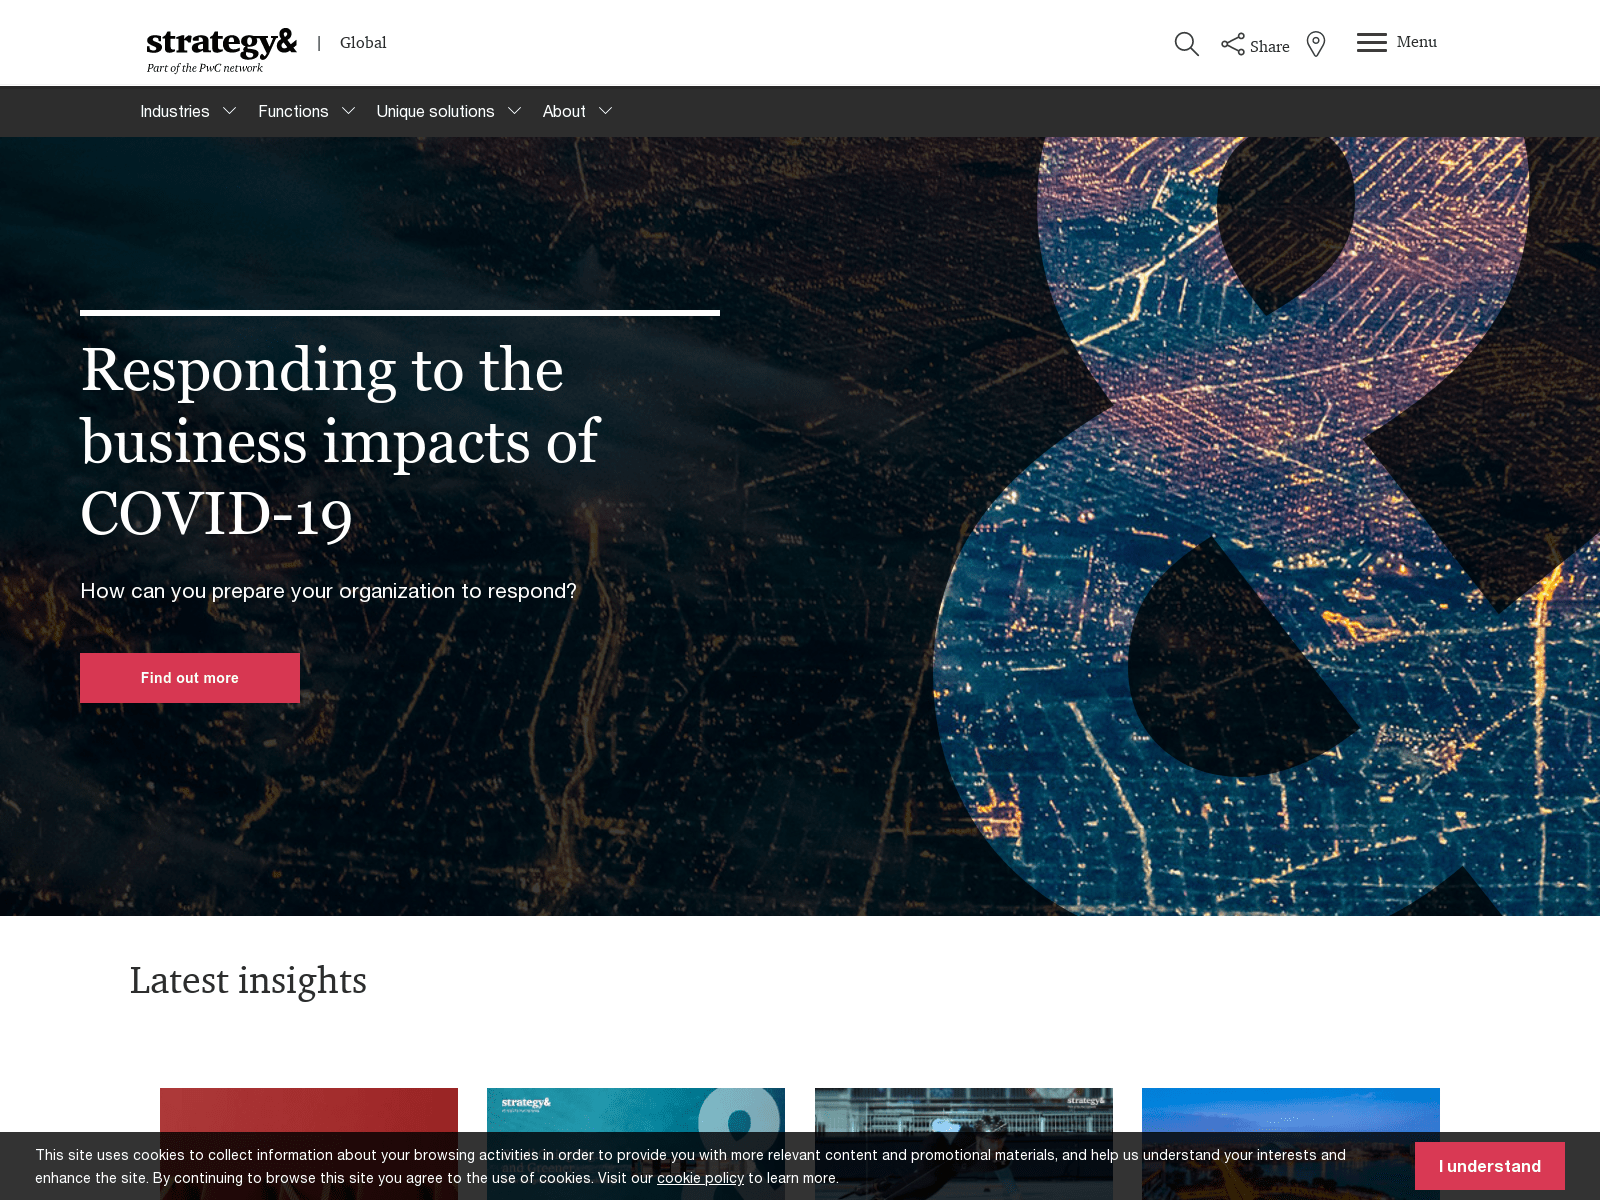 strategy&
Part of the PwC network
| Global
Share
Menu
Industries
Functions
Unique solutions
About
Responding to the
business impacts of
COVID-19
How can you prepare your organization to respond?
Find out more
Latest insights
strategy&
strategy&
and Greener
This site uses cookies to collect information about your browsing activities in order to provide you with more relevant content and promotional materials, and help us understand your interests and
enhance the site. By continuing to browse this site you agree to the use of cookies. Visit our cookie policy to learn more.
I understand